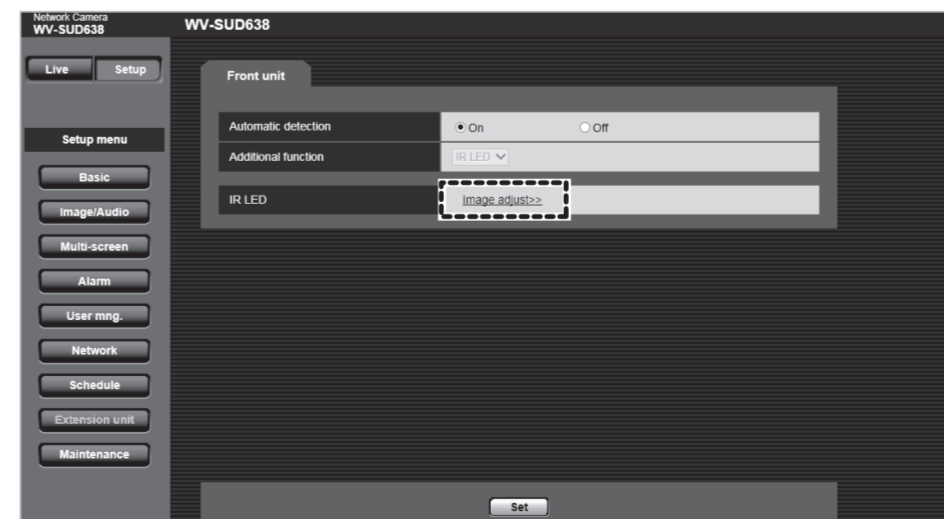 Network Camera
WV-SUD638
WV-SUD638
Live Setup
Front unit
Automatic detection On Off
Setup menu
Additional function IR LED
Basic
IR LED Image adjust>>
Image/Audio
Multi-screen
Alarm
User mng.
Network
Schedule
Extension unit
Maintenance
Set